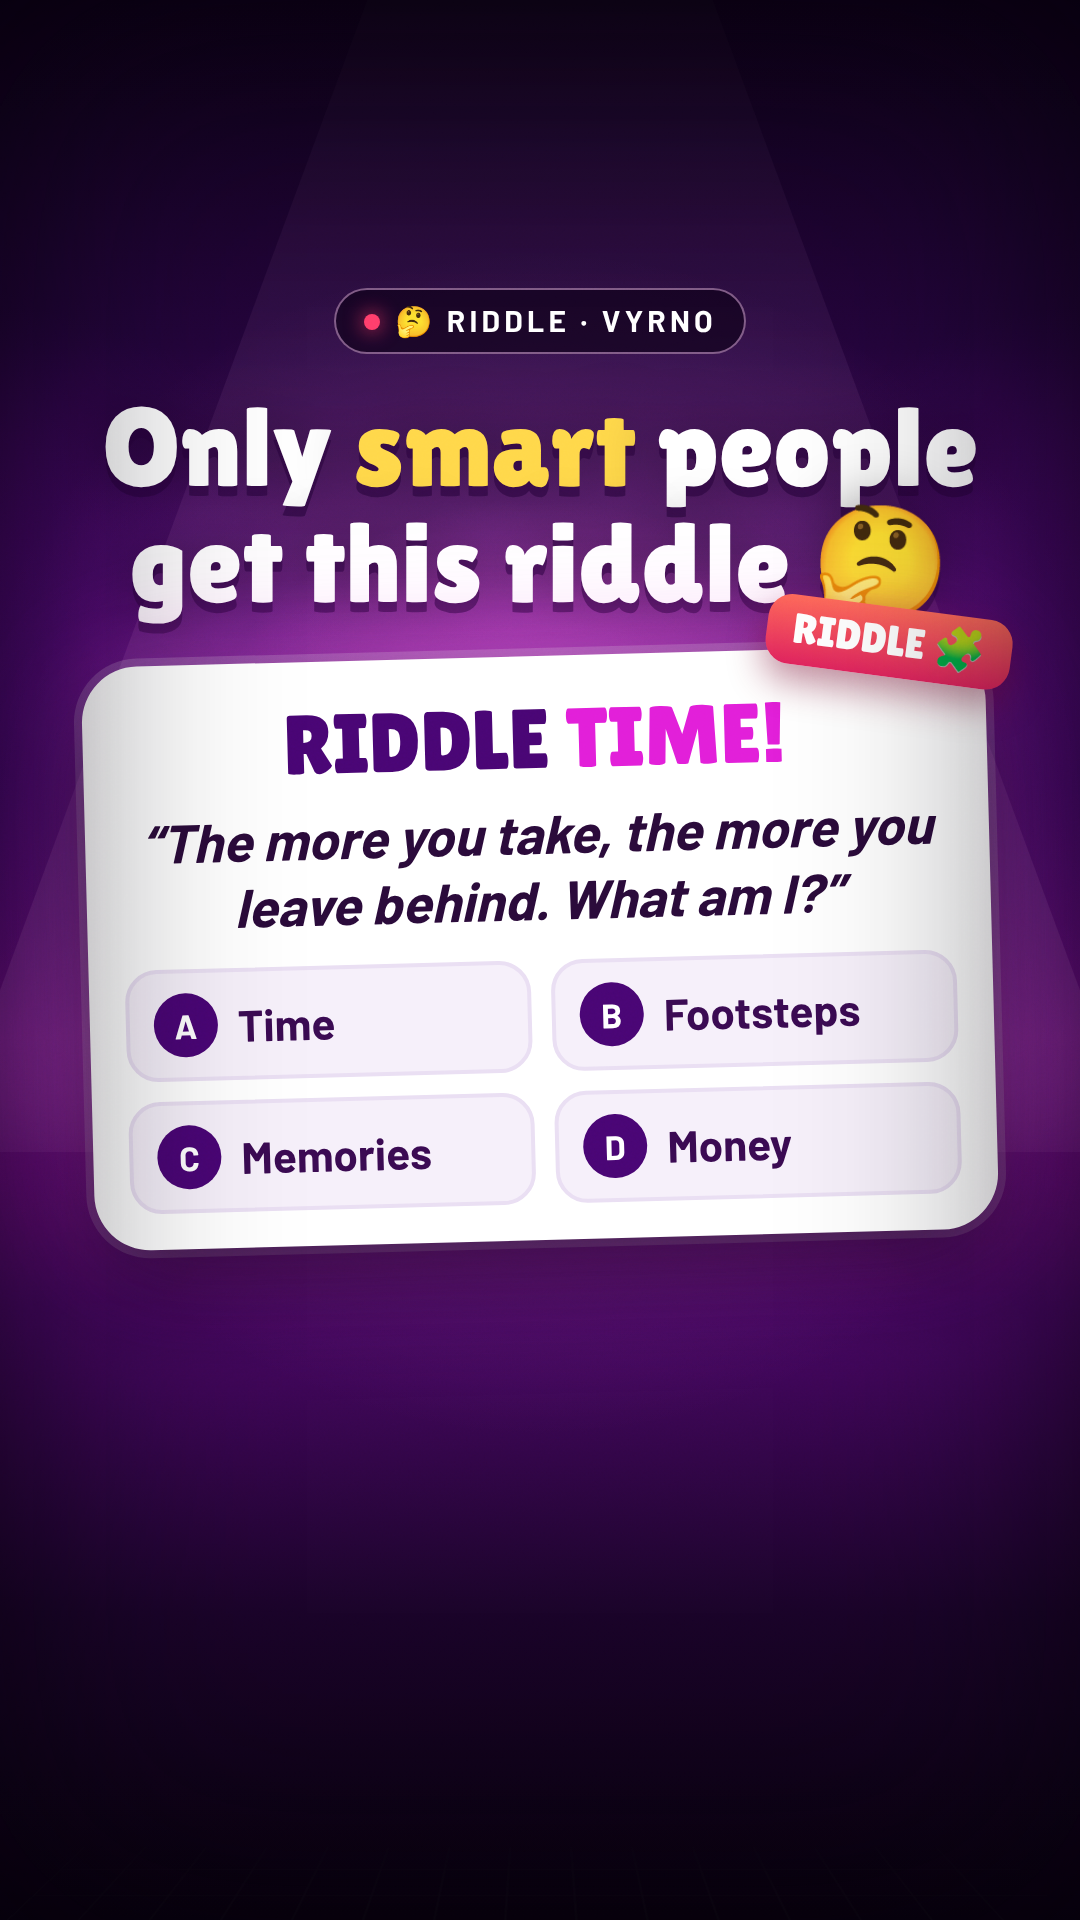 🤔 RIDDLE · VYRNO
Only smart people
get this riddle 🤔
RIDDLE 🧩
RIDDLE TIME!
“The more you take, the more you
leave behind. What am I?”
A Time
B Footsteps
C Memories
D Money